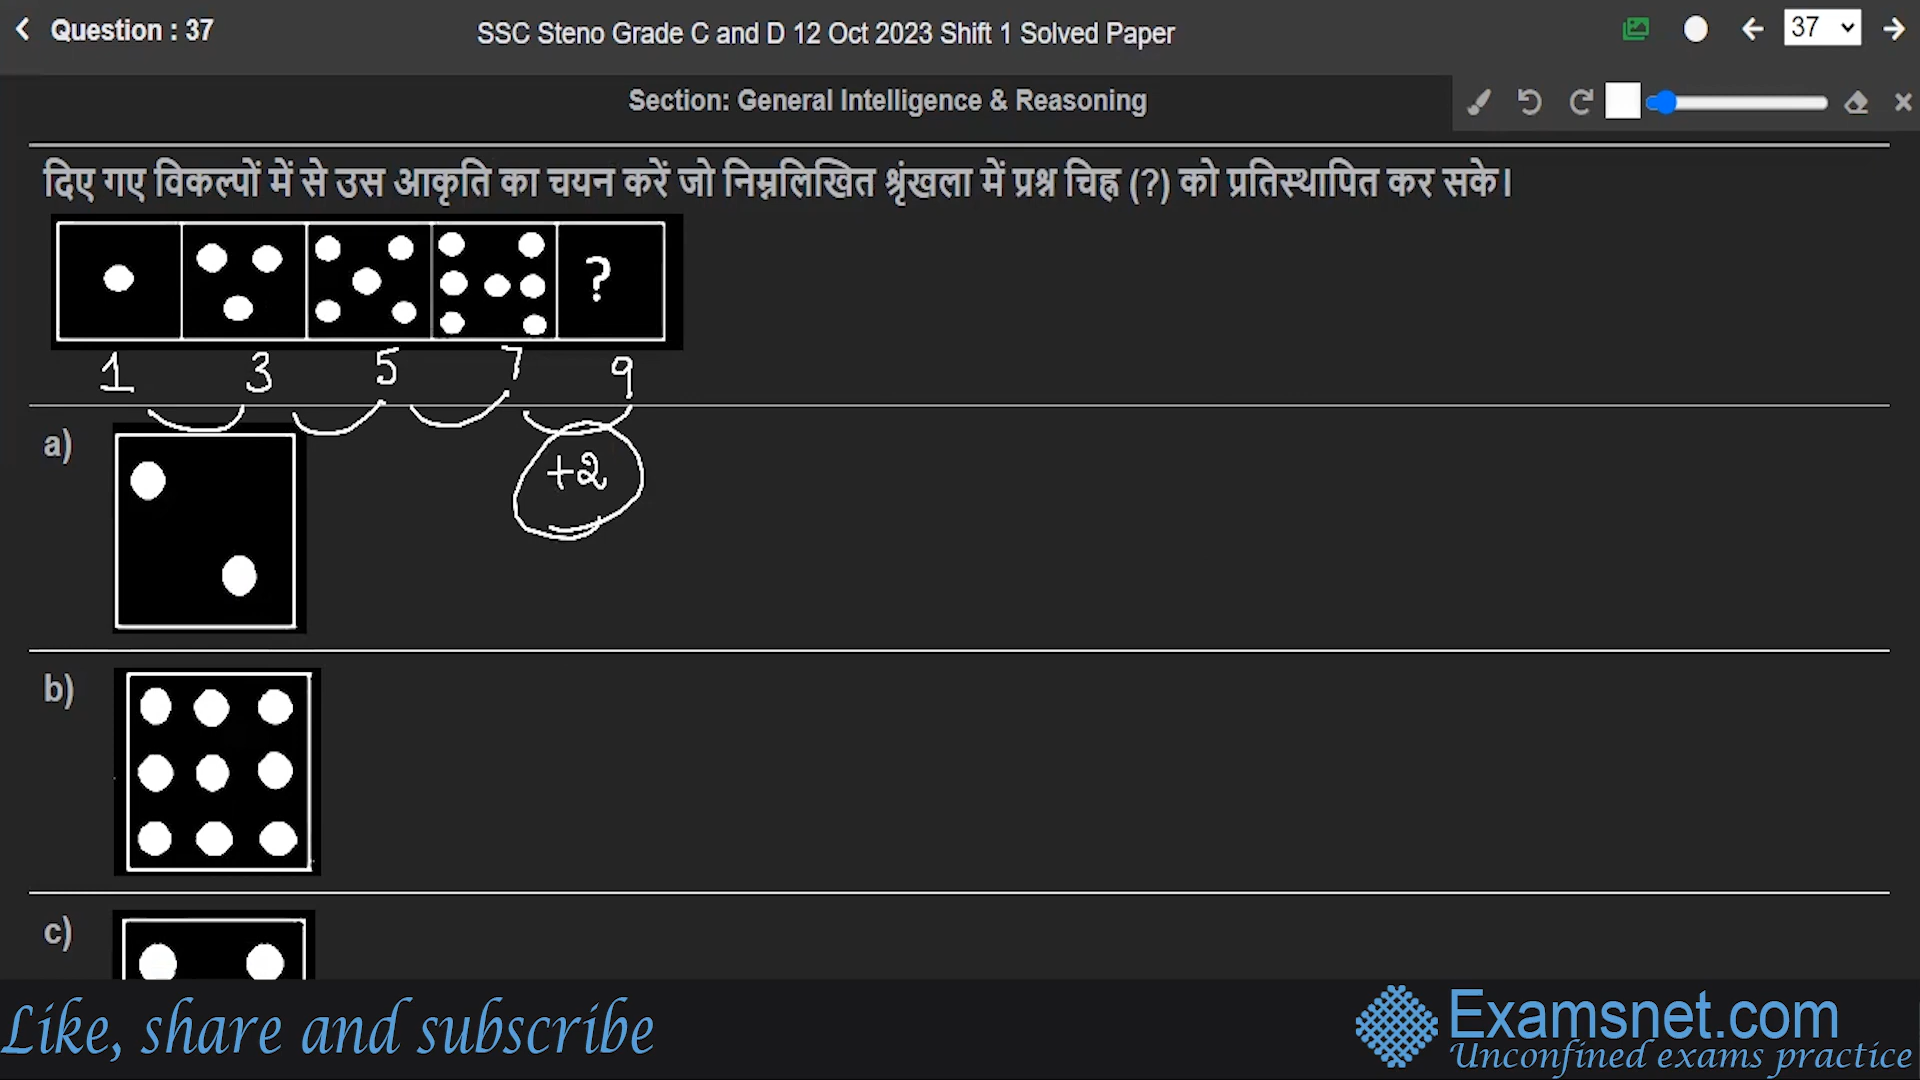 Question : 37
SSC Steno Grade C and D 12 Oct 2023 Shift 1 Solved Paper
37
Section: General Intelligence & Reasoning
दिए गए विकल्पों में से उस आकृति का चयन करें जो निम्नलिखित श्रृंखला में प्रश्न चिह्न (?) को प्रतिस्थापित कर सके।
?
1 3 5 7 9
+2
a)
b)
c)
Like, share and subscribe
Examsnet.com
Unconfined exams practice